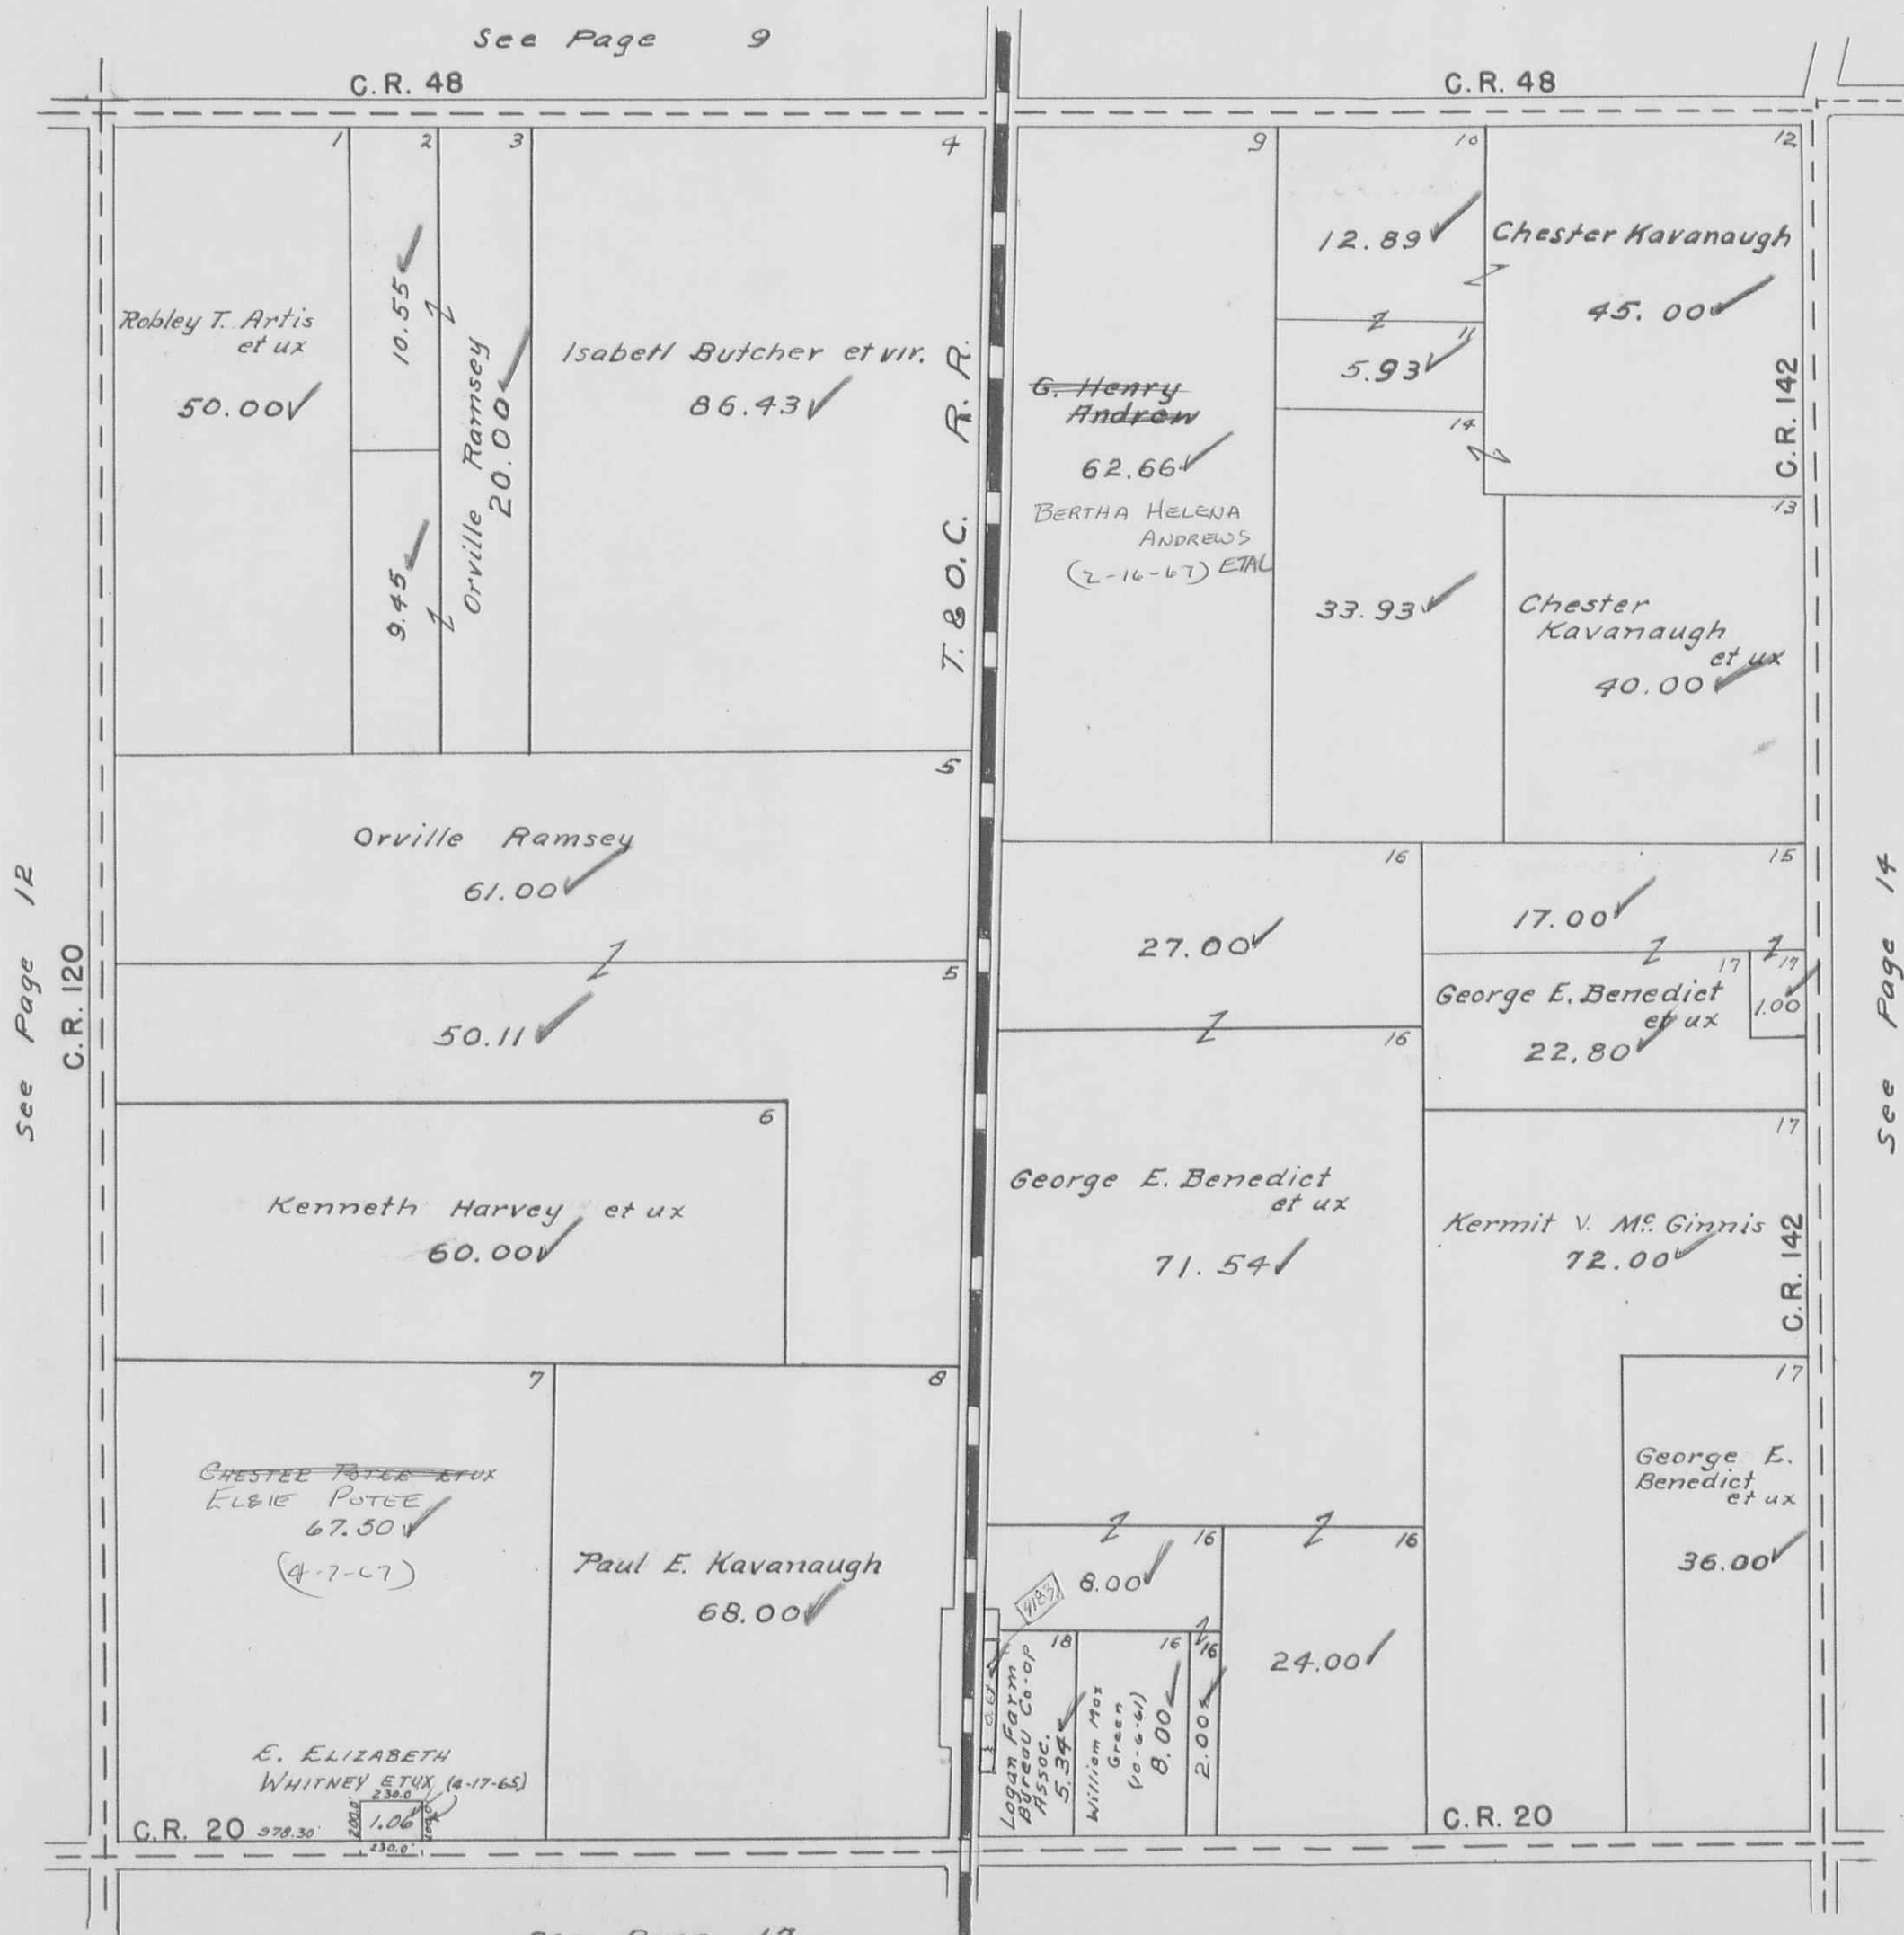 See Page 9
C.R. 48
C.R. 48
1
2
3
4
9
10
12
Robley T. Artis
et ux
50.00
10.55
9.45
Orville Ramsey
20.00
Isabell Butcher et vir.
86.43
T. & O. C. R. R.
G. Henry
Andrew
62.66
BERTHA HELENA
ANDREWS
(2-16-67) ETAL
12.89
11
5.93
14
33.93
Chester Kavanaugh
45.00
C.R. 142
13
Chester
Kavanaugh
et ux
40.00
See Page 12
C.R. 120
5
Orville Ramsey
61.00
5
50.11
6
Kenneth Harvey et ux
60.00
7
CHESTER POTEE ETUX
ELSIE POTEE
67.50
(4-7-67)
8
Paul E. Kavanaugh
68.00
E. ELIZABETH
WHITNEY ETUX (4-17-65)
230.0'
200.0'
1.06
200.0'
230.0'
C.R. 20
978.30'
16
27.00
15
17.00
17
17
George E. Benedict
et ux
22.80
1.00
16
George E. Benedict
et ux
71.54
17
Kermit V. Mc Ginnis
72.00
C.R. 142
17
George E.
Benedict
et ux
36.00
See Page 14
16
8.00
4183
16
24.00
18
Logan Farm
Bureau Co-op
Assoc.
5.34
16
William Max
Green
(10-6-61)
8.00
16
2.00
C.R. 20